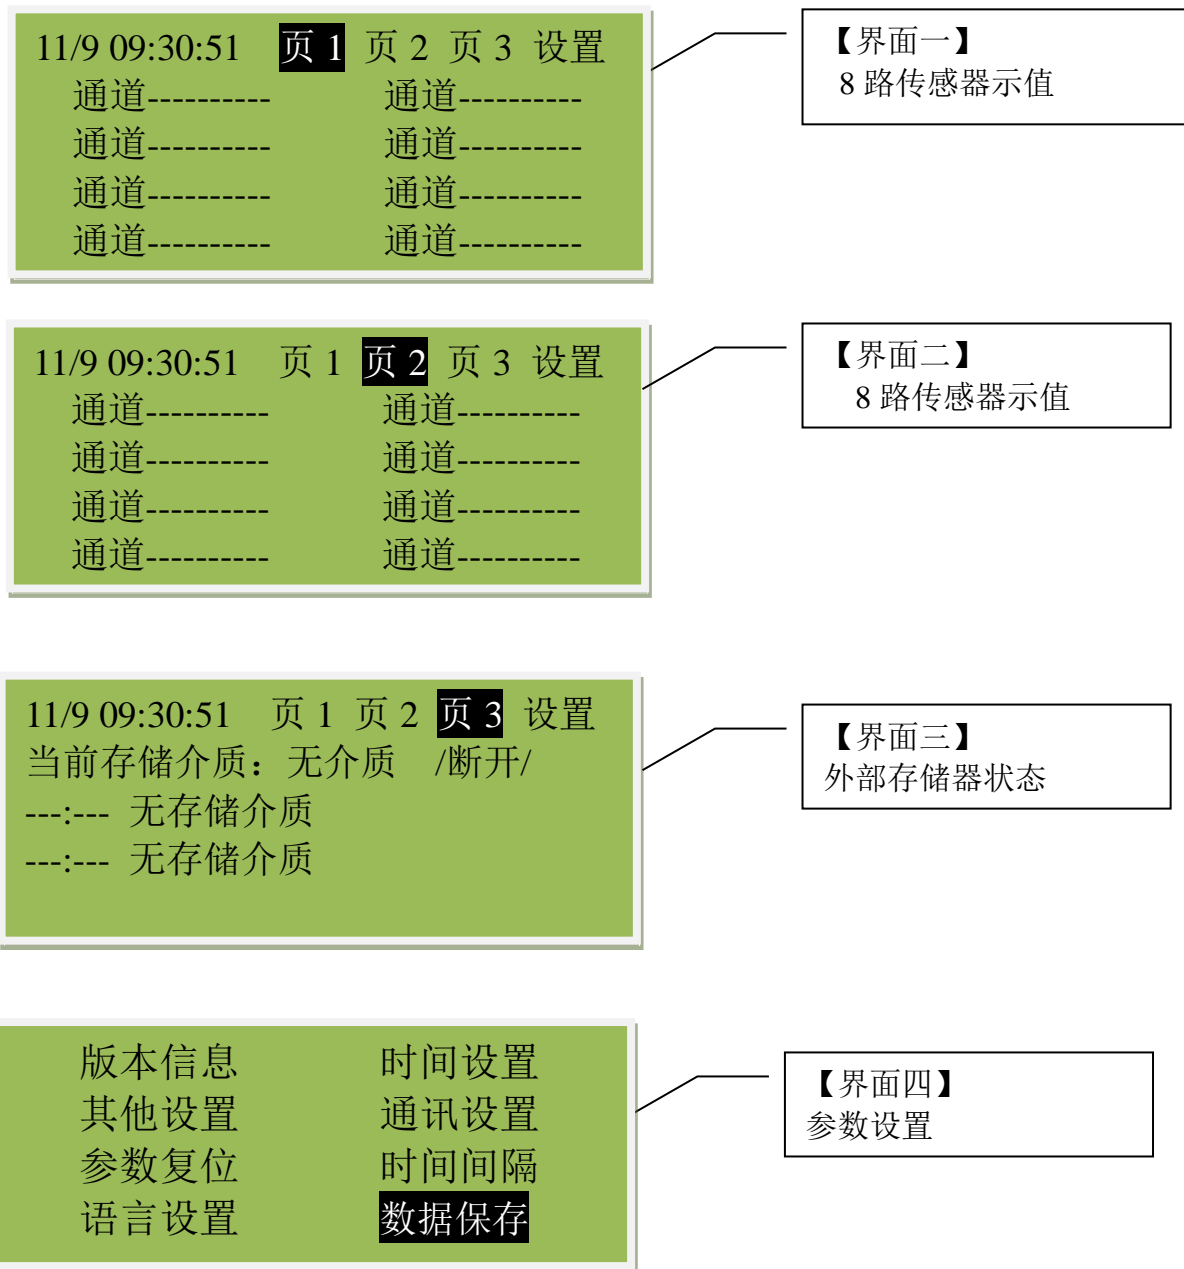 11/9 09:30:51 页 1 页 2 页 3 设置
通道---------- 通道----------
通道---------- 通道----------
通道---------- 通道----------
通道---------- 通道----------
【界面一】
8 路传感器示值
11/9 09:30:51 页 1 页 2 页 3 设置
通道---------- 通道----------
通道---------- 通道----------
通道---------- 通道----------
通道---------- 通道----------
【界面二】
8 路传感器示值
11/9 09:30:51 页 1 页 2 页 3 设置
当前存储介质：无介质 /断开/
---:--- 无存储介质
---:--- 无存储介质
【界面三】
外部存储器状态
版本信息 时间设置
其他设置 通讯设置
参数复位 时间间隔
语言设置 数据保存
【界面四】
参数设置